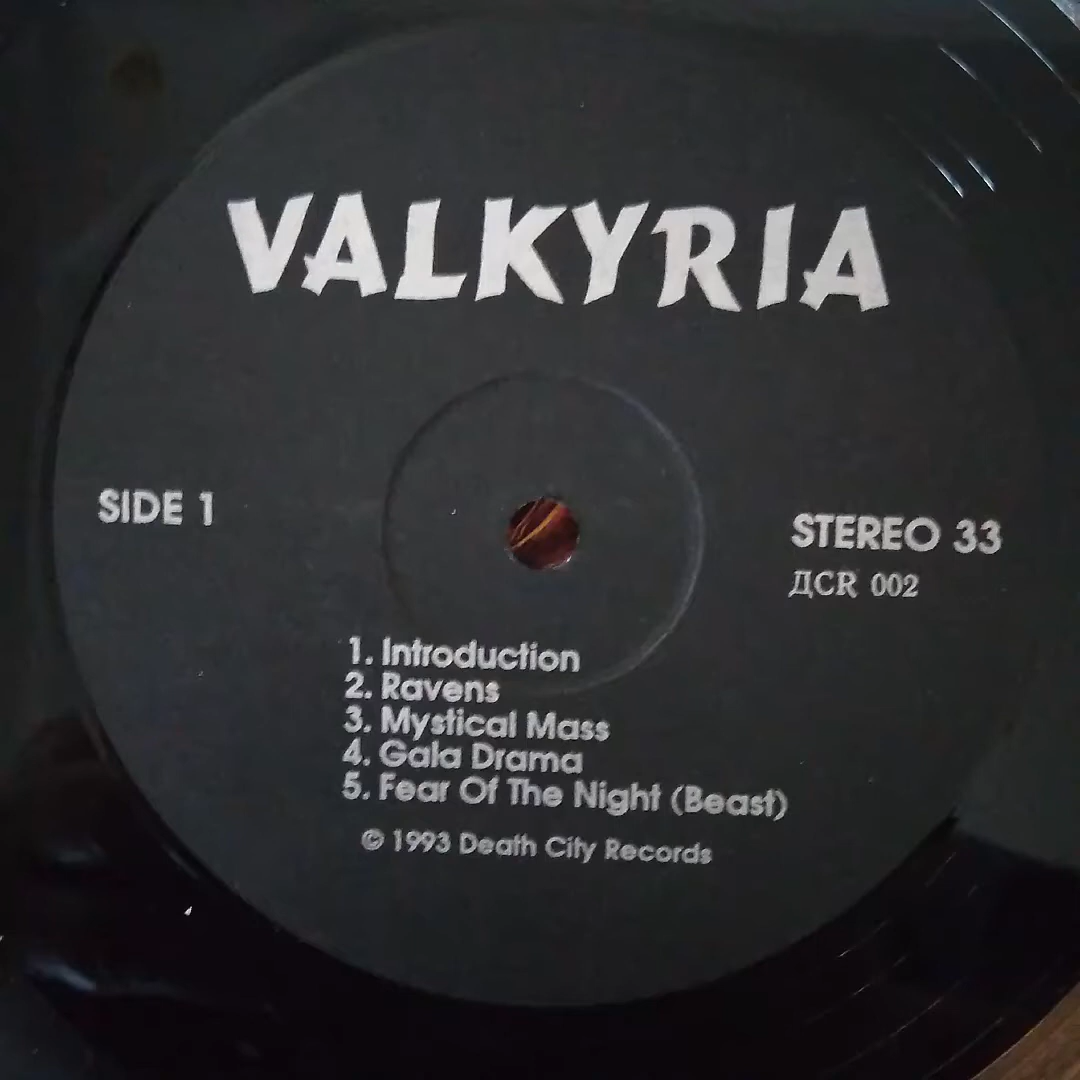 VALKYRIA
SIDE 1
STEREO 33
ДCR 002
1. Introduction
2. Ravens
3. Mystical Mass
4. Gala Drama
5. Fear Of The Night (Beast)
© 1993 Death City Records